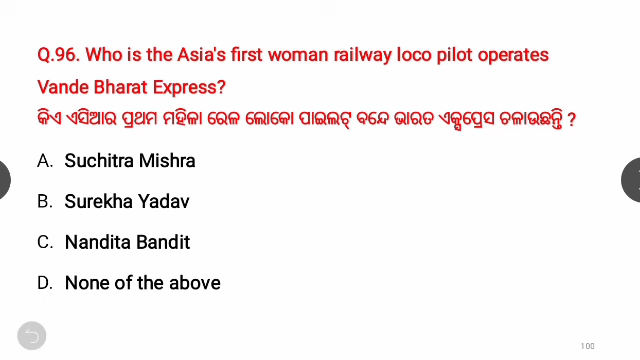 Q.96. Who is the Asia's first woman railway loco pilot operates
Vande Bharat Express?
କିଏ ଏସିଆର ପ୍ରଥମ ମହିଳା ରେଳ ଲୋକୋ ପାଇଲଟ୍ ବନ୍ଦେ ଭାରତ ଏକ୍ସପ୍ରେସ ଚଳାଉଛନ୍ତି ?
A. Suchitra Mishra
B. Surekha Yadav
C. Nandita Bandit
D. None of the above
100